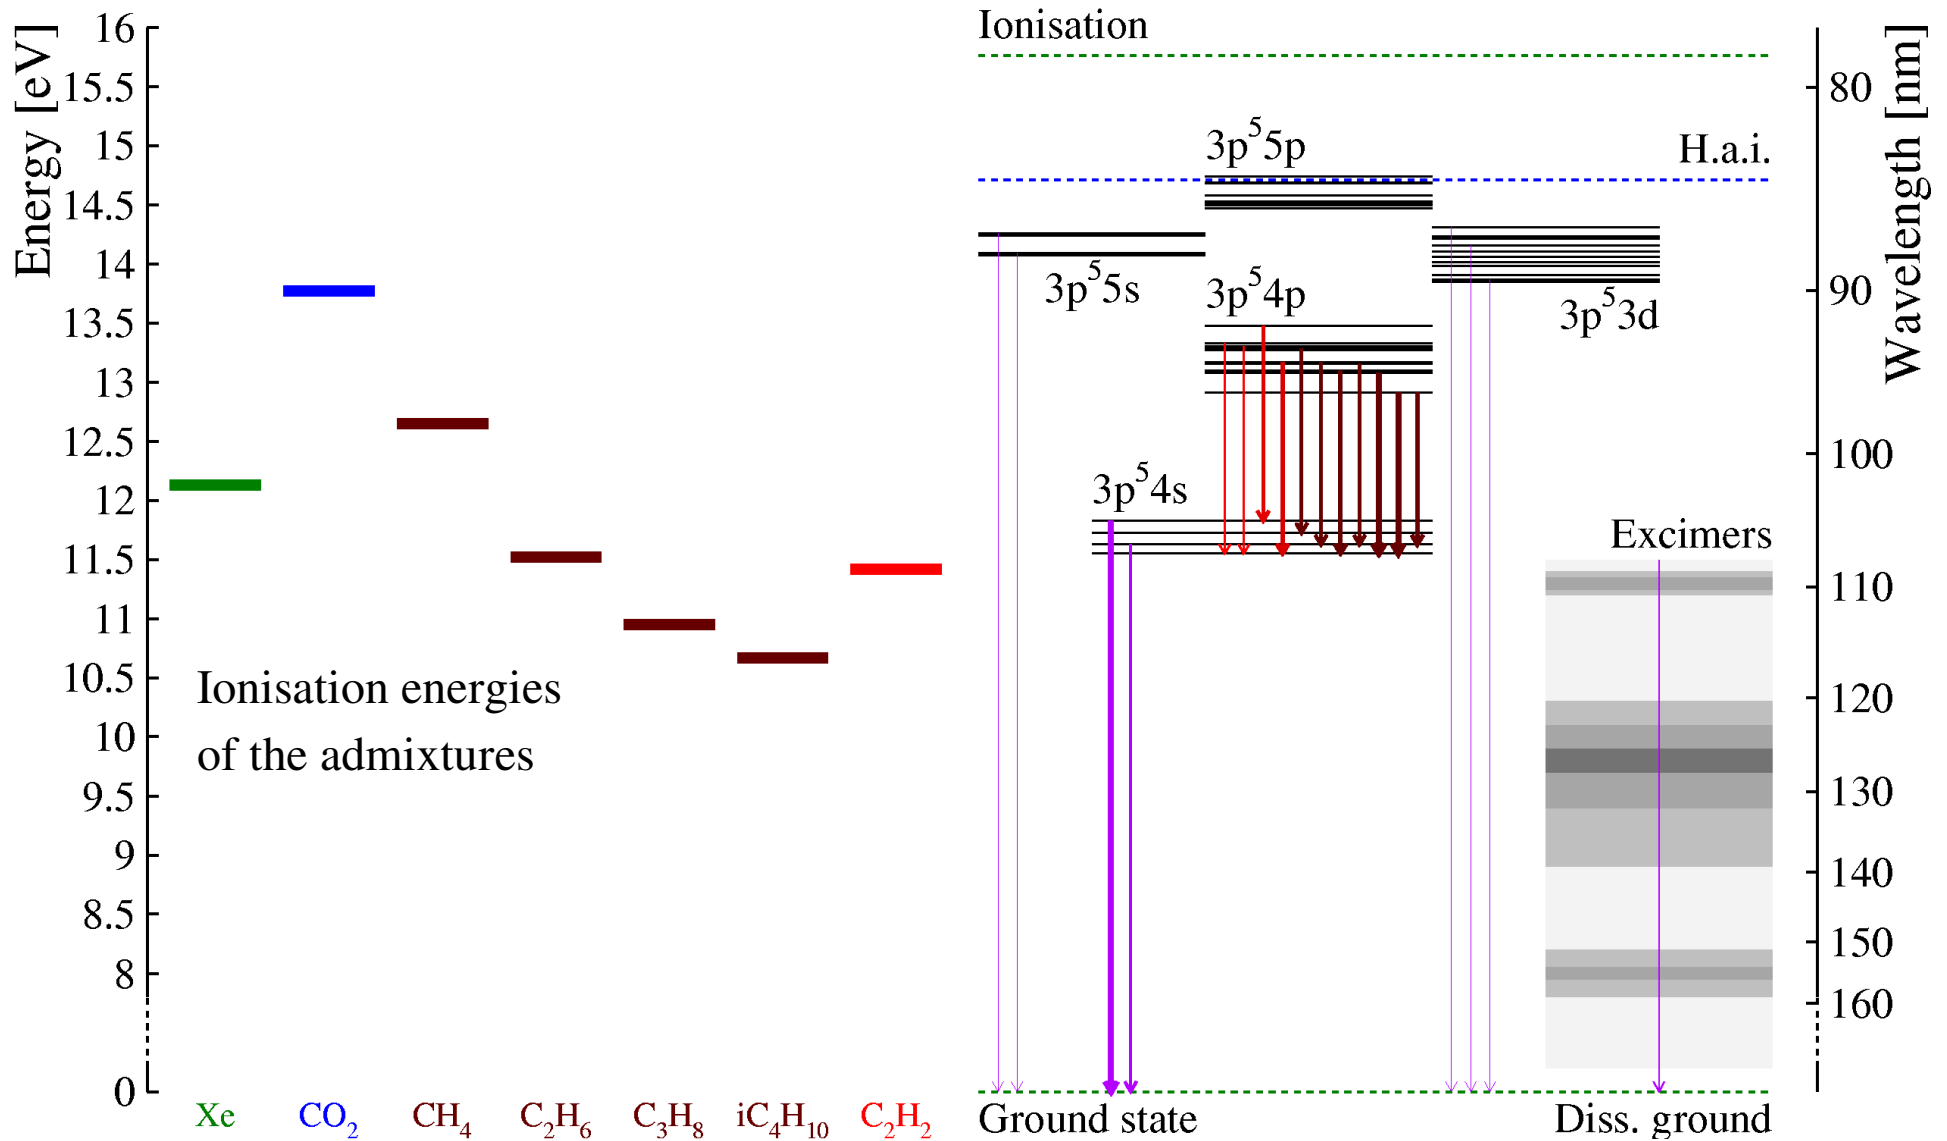 Energy [eV]
16
15.5
15
14.5
14
13.5
13
12.5
12
11.5
11
10.5
10
9.5
9
8.5
8
0
Ionisation energies
of the admixtures
Xe
CO₂
CH₄
C₂H₆
C₃H₈
iC₄H₁₀
C₂H₂
Ionisation
H.a.i.
3p⁵5p
3p⁵5s
3p⁵4p
3p⁵3d
3p⁵4s
Excimers
Ground state
Diss. ground
Wavelength [nm]
80
90
100
110
120
130
140
150
160